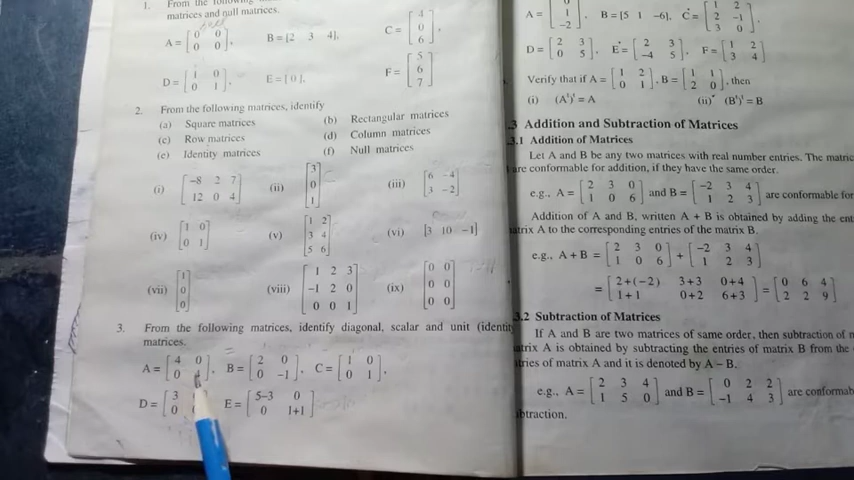 1. From the following
matrices and null matrices.
A = [0 0; 0 0], B = [2 3 4], C = [4; 0; 6],
D = [1 0; 0 1], E = [0], F = [5; 6; 7]
2. From the following matrices, identify
(a) Square matrices (b) Rectangular matrices
(c) Row matrices (d) Column matrices
(e) Identity matrices (f) Null matrices
(i) [-8 2 7; 12 0 4] (ii) [3; 0; 1] (iii) [6 -4; 3 -2]
(iv) [1 0; 0 1] (v) [1 2; 3 4; 5 6] (vi) [3 10 -1]
(vii) [1; 0; 0] (viii) [1 2 3; -1 2 0; 0 0 1] (ix) [0 0; 0 0; 0 0]
3. From the following matrices, identify diagonal, scalar and unit (identity
matrices.
A = [4 0; 0 4], B = [2 0; 0 -1], C = [1 0; 0 1],
D = [3; 0 E = [5-3 0; 0 1+1]
A = [1; -2], B = [5 1 -6], C = [1 2; 2 -1; 3 0],
D = [2 3; 0 5], E = [2 3; -4 5], F = [1 2; 3 4]
Verify that if A = [1 2; 0 1], B = [1 1; 2 0], then
(i) (Aᵗ)ᵗ = A (ii) (Bᵗ)ᵗ = B
.3 Addition and Subtraction of Matrices
.3.1 Addition of Matrices
Let A and B be any two matrices with real number entries. The matric
are conformable for addition, if they have the same order.
e.g., A = [2 3 0; 1 0 6] and B = [-2 3 4; 1 2 3] are conformable for
Addition of A and B, written A + B is obtained by adding the ent
atrix A to the corresponding entries of the matrix B.
e.g., A + B = [2 3 0; 1 0 6] + [-2 3 4; 1 2 3]
= [2+(-2) 3+3 0+4; 1+1 0+2 6+3] = [0 6 4; 2 2 9]
3.2 Subtraction of Matrices
If A and B are two matrices of same order, then subtraction of m
atrix A is obtained by subtracting the entries of matrix B from the
tries of matrix A and it is denoted by A – B.
e.g., A = [2 3 4; 1 5 0] and B = [0 2 2; -1 4 3] are conformab
btraction.